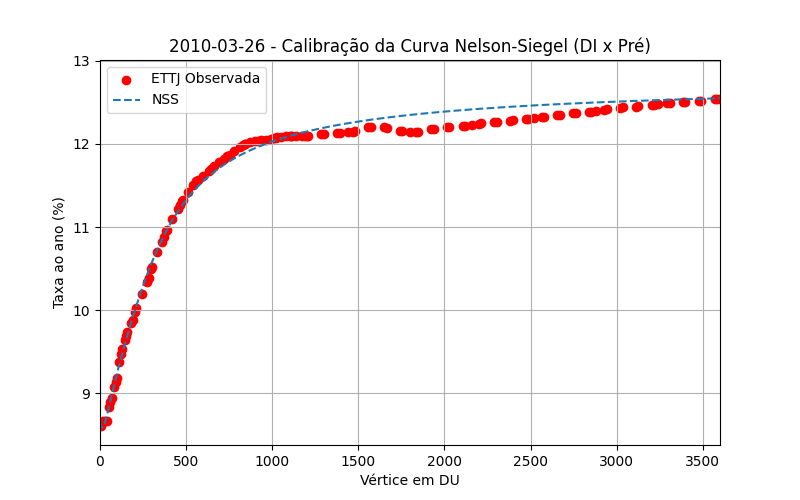 2010-03-26 - Calibração da Curva Nelson-Siegel (DI x Pré)
ETTJ Observada
NSS
Taxa ao ano (%)
13
12
11
10
9
0 500 1000 1500 2000 2500 3000 3500
Vértice em DU